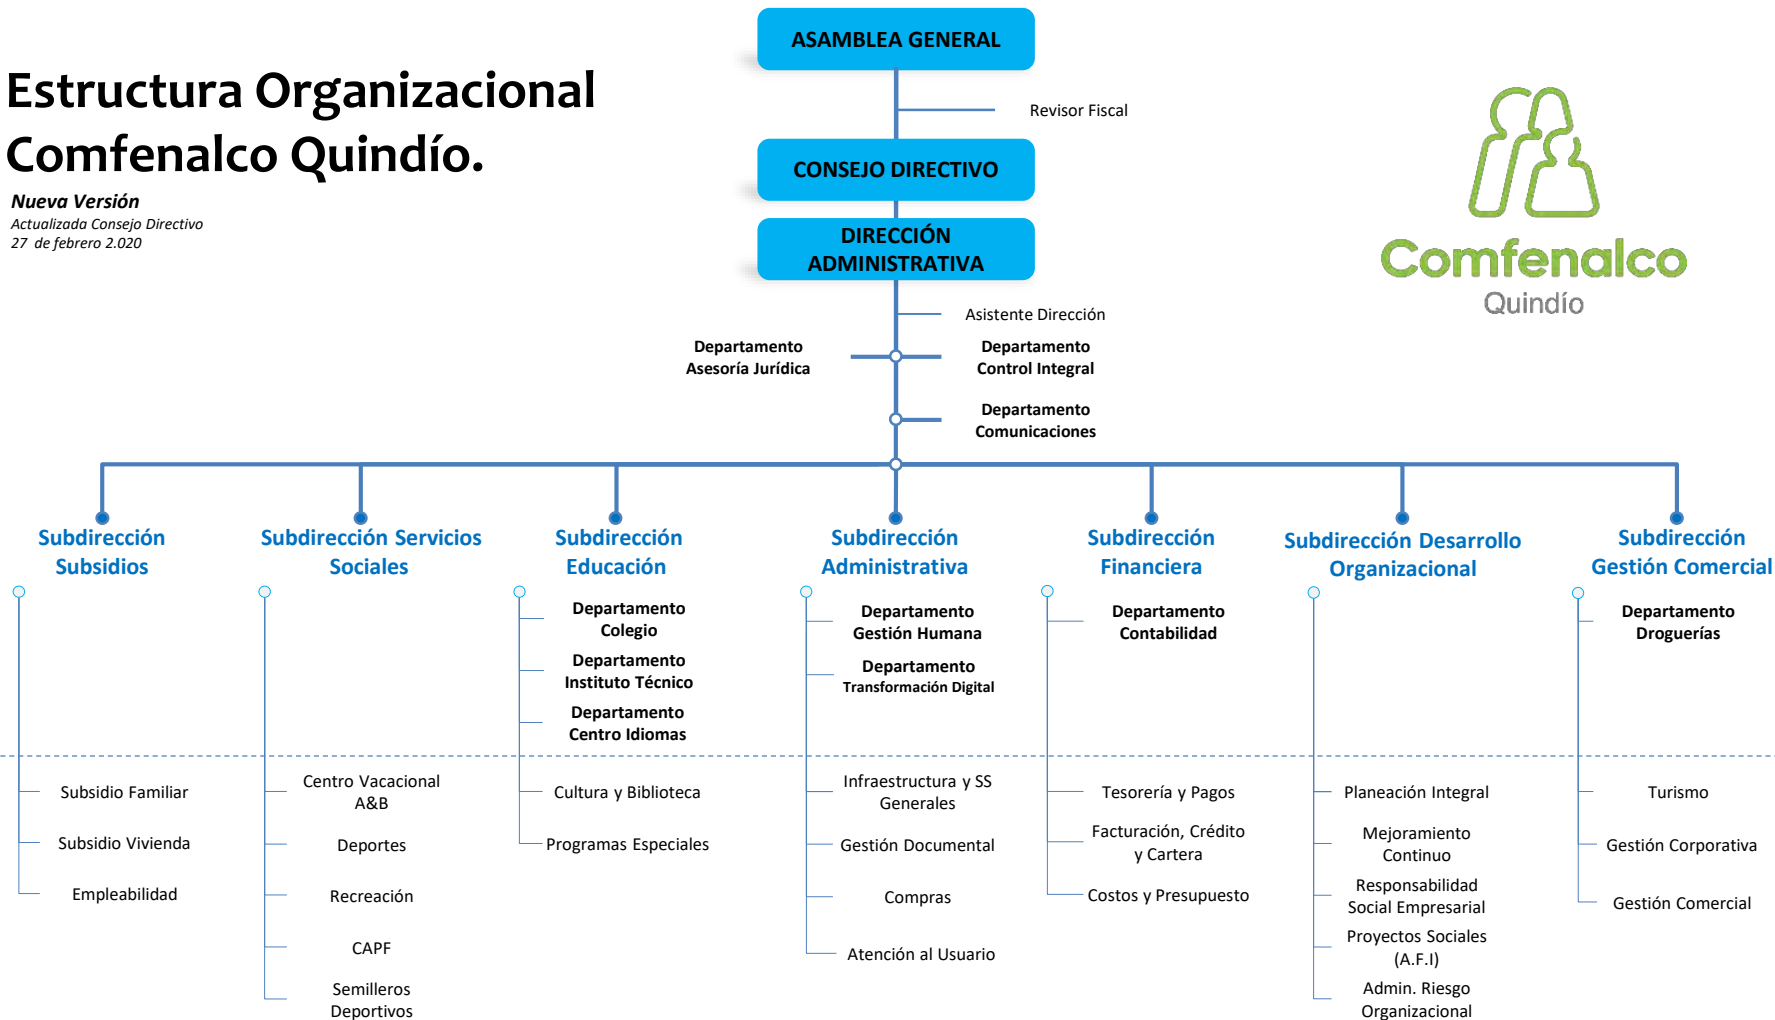 ASAMBLEA GENERAL
Estructura Organizacional
Comfenalco Quindío.
Nueva Versión
Actualizada Consejo Directivo
27 de febrero 2.020
Revisor Fiscal
CONSEJO DIRECTIVO
DIRECCIÓN
ADMINISTRATIVA
Comfenalco
Quindío
Asistente Dirección
Departamento
Asesoría Jurídica
Departamento
Control Integral
Departamento
Comunicaciones
Subdirección
Subsidios
Subdirección Servicios
Sociales
Subdirección
Educación
Subdirección
Administrativa
Subdirección
Financiera
Subdirección Desarrollo
Organizacional
Subdirección
Gestión Comercial
Departamento
Colegio
Departamento
Instituto Técnico
Departamento
Centro Idiomas
Departamento
Gestión Humana
Departamento
Transformación Digital
Departamento
Contabilidad
Departamento
Droguerías
Subsidio Familiar
Subsidio Vivienda
Empleabilidad
Centro Vacacional
A&B
Deportes
Recreación
CAPF
Semilleros
Deportivos
Cultura y Biblioteca
Programas Especiales
Infraestructura y SS
Generales
Gestión Documental
Compras
Atención al Usuario
Tesorería y Pagos
Facturación, Crédito
y Cartera
Costos y Presupuesto
Planeación Integral
Mejoramiento
Continuo
Responsabilidad
Social Empresarial
Proyectos Sociales
(A.F.I)
Admin. Riesgo
Organizacional
Turismo
Gestión Corporativa
Gestión Comercial